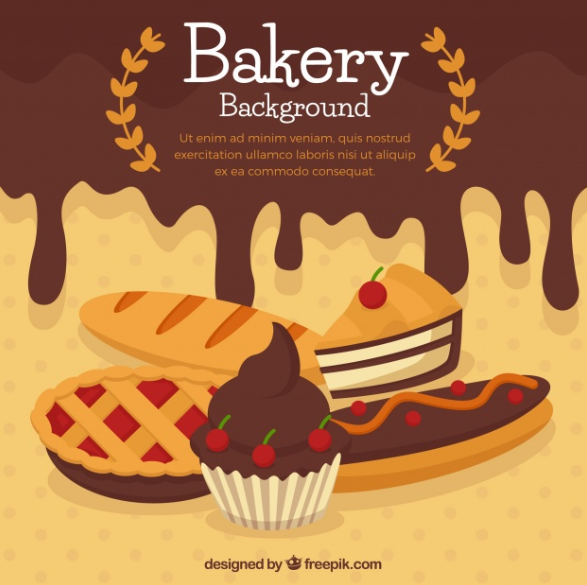 Bakery
Background
Ut enim ad minim veniam, quis nostrud
exercitation ullamco laboris nisi ut aliquip
ex ea commodo consequat.
designed by freepik.com